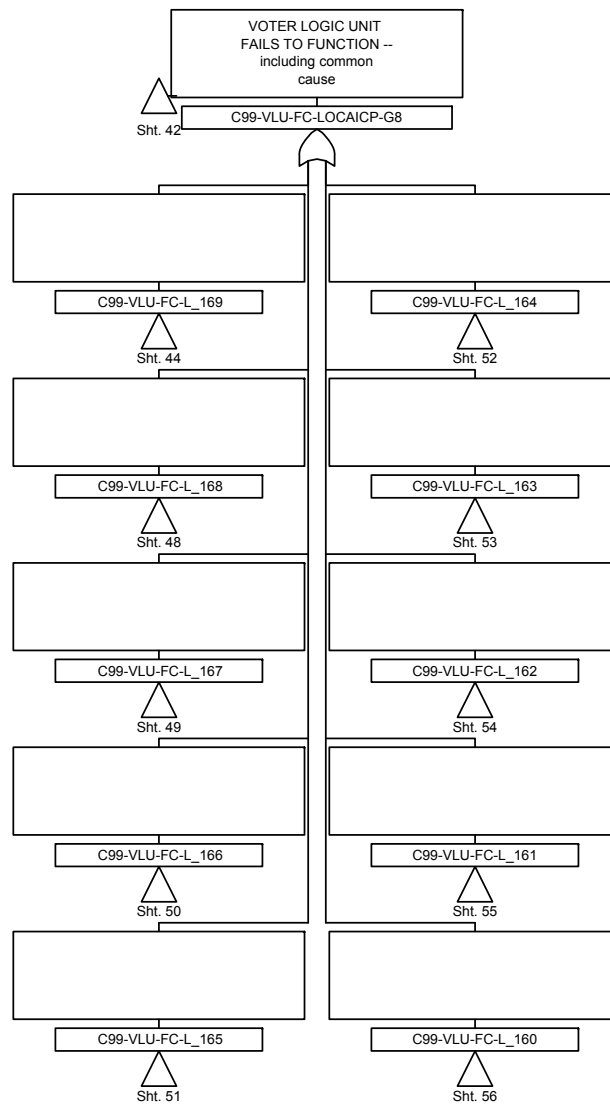 VOTER LOGIC UNIT
FAILS TO FUNCTION --
including common
cause
Sht. 42
C99-VLU-FC-LOCAICP-G8
C99-VLU-FC-L_169
C99-VLU-FC-L_164
Sht. 44
Sht. 52
C99-VLU-FC-L_168
C99-VLU-FC-L_163
Sht. 48
Sht. 53
C99-VLU-FC-L_167
C99-VLU-FC-L_162
Sht. 49
Sht. 54
C99-VLU-FC-L_166
C99-VLU-FC-L_161
Sht. 50
Sht. 55
C99-VLU-FC-L_165
C99-VLU-FC-L_160
Sht. 51
Sht. 56